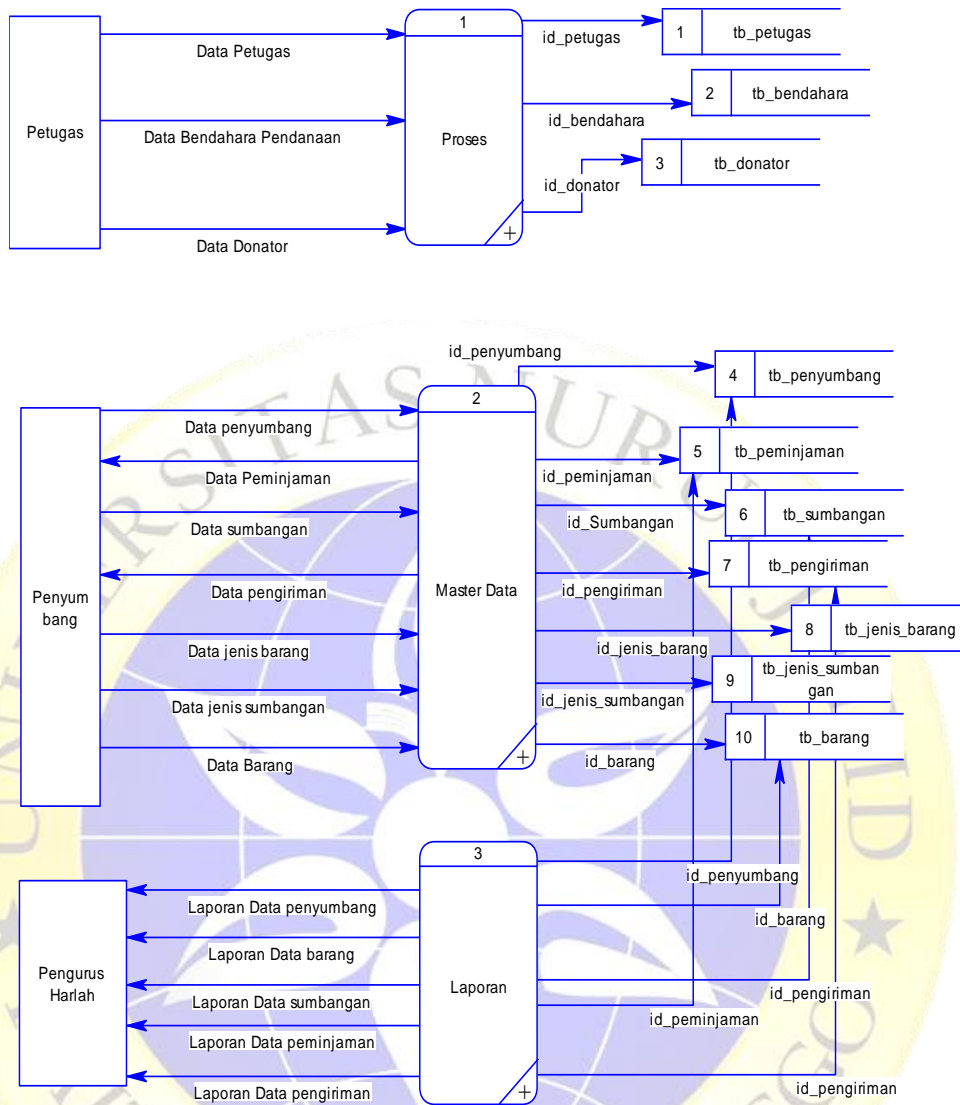 1
Data Petugas
id_petugas
1
tb_petugas
2
tb_bendahara
id_bendahara
Petugas
Data Bendahara Pendanaan
Proses
3
tb_donator
id_donator
Data Donator
id_penyumbang
4
tb_penyumbang
2
Data penyumbang
5
tb_peminjaman
id_peminjaman
Data Peminjaman
6
tb_sumbangan
id_Sumbangan
Data sumbangan
7
tb_pengiriman
Penyum
bang
Data pengiriman
Master Data
id_pengiriman
8
tb_jenis_barang
id_jenis_barang
Data jenis barang
9
tb_jenis_sumban
gan
id_jenis_sumbangan
Data jenis sumbangan
10
tb_barang
id_barang
Data Barang
3
id_penyumbang
Laporan Data penyumbang
id_barang
Laporan Data barang
Pengurus
Harlah
Laporan
Laporan Data sumbangan
id_pengiriman
id_peminjaman
Laporan Data peminjaman
Laporan Data pengiriman
id_pengiriman
UNIVERSITAS NURUL JADID